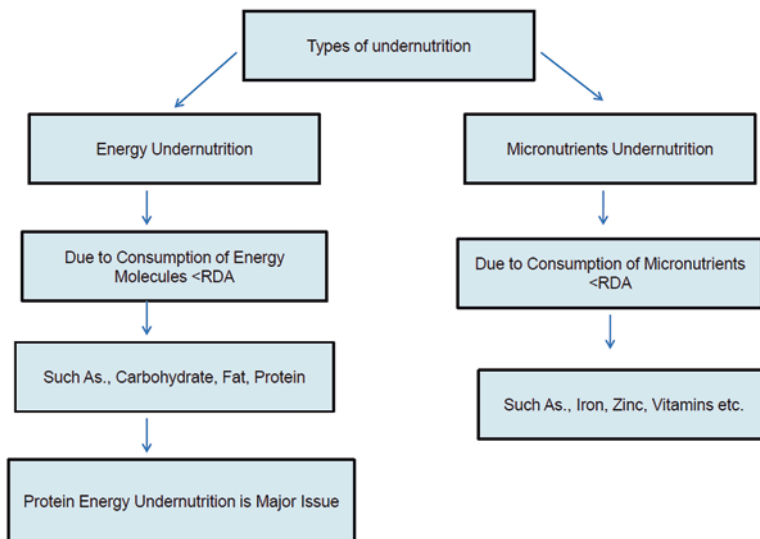 Types of undernutrition
Energy Undernutrition
Micronutrients Undernutrition
Due to Consumption of Energy
Molecules <RDA
Due to Consumption of Micronutrients
<RDA
Such As., Carbohydrate, Fat, Protein
Such As., Iron, Zinc, Vitamins etc.
Protein Energy Undernutrition is Major Issue